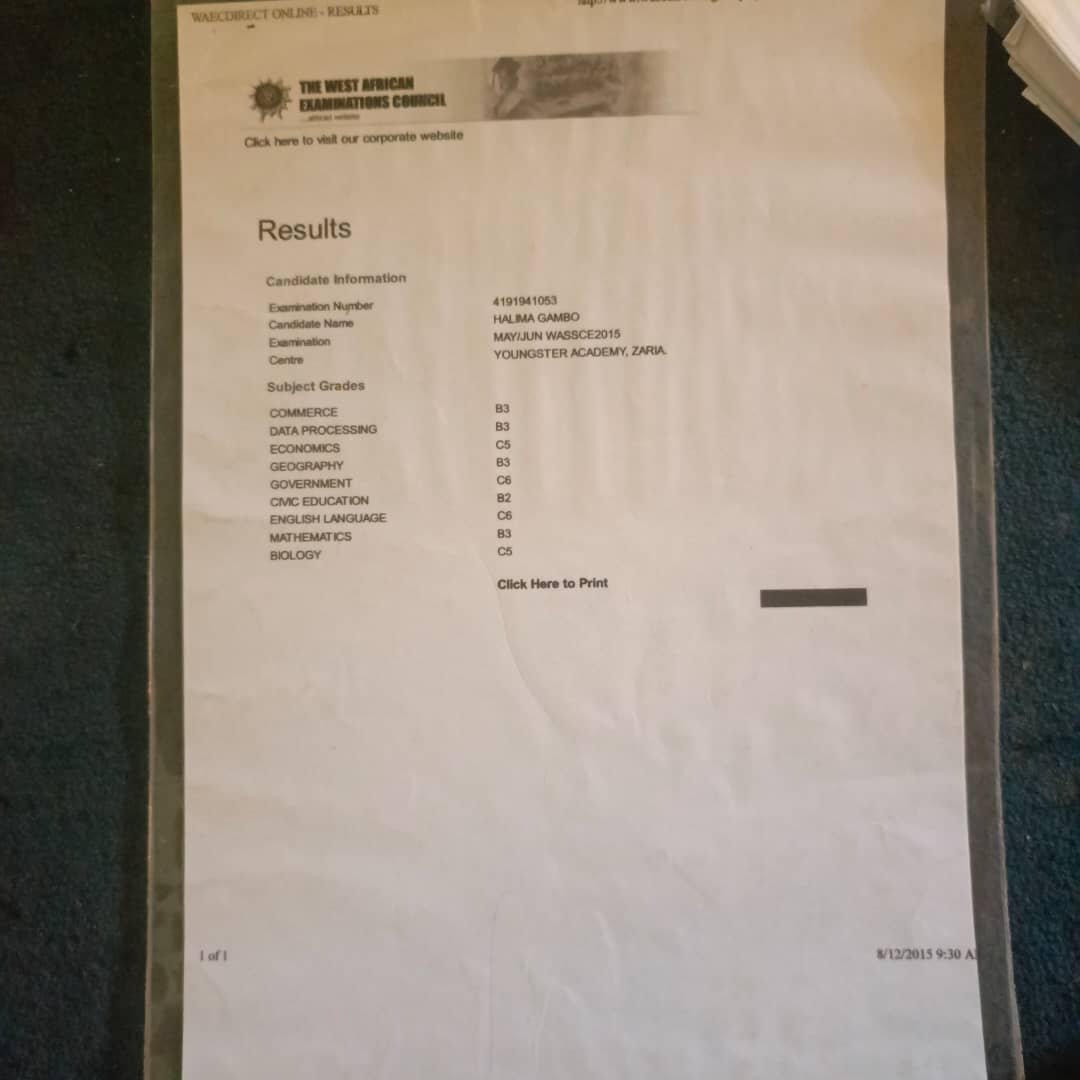 WAECDIRECT ONLINE - RESULTS
THE WEST AFRICAN
EXAMINATIONS COUNCIL
...official website
Click here to visit our corporate website
Results
Candidate Information
Examination Number 4191941053
Candidate Name HALIMA GAMBO
Examination MAY/JUN WASSCE2015
Centre YOUNGSTER ACADEMY, ZARIA.
Subject Grades
COMMERCE B3
DATA PROCESSING B3
ECONOMICS C5
GEOGRAPHY B3
GOVERNMENT C6
CIVIC EDUCATION B2
ENGLISH LANGUAGE C6
MATHEMATICS B3
BIOLOGY C5
Click Here to Print
1 of 1 8/12/2015 9:30 A